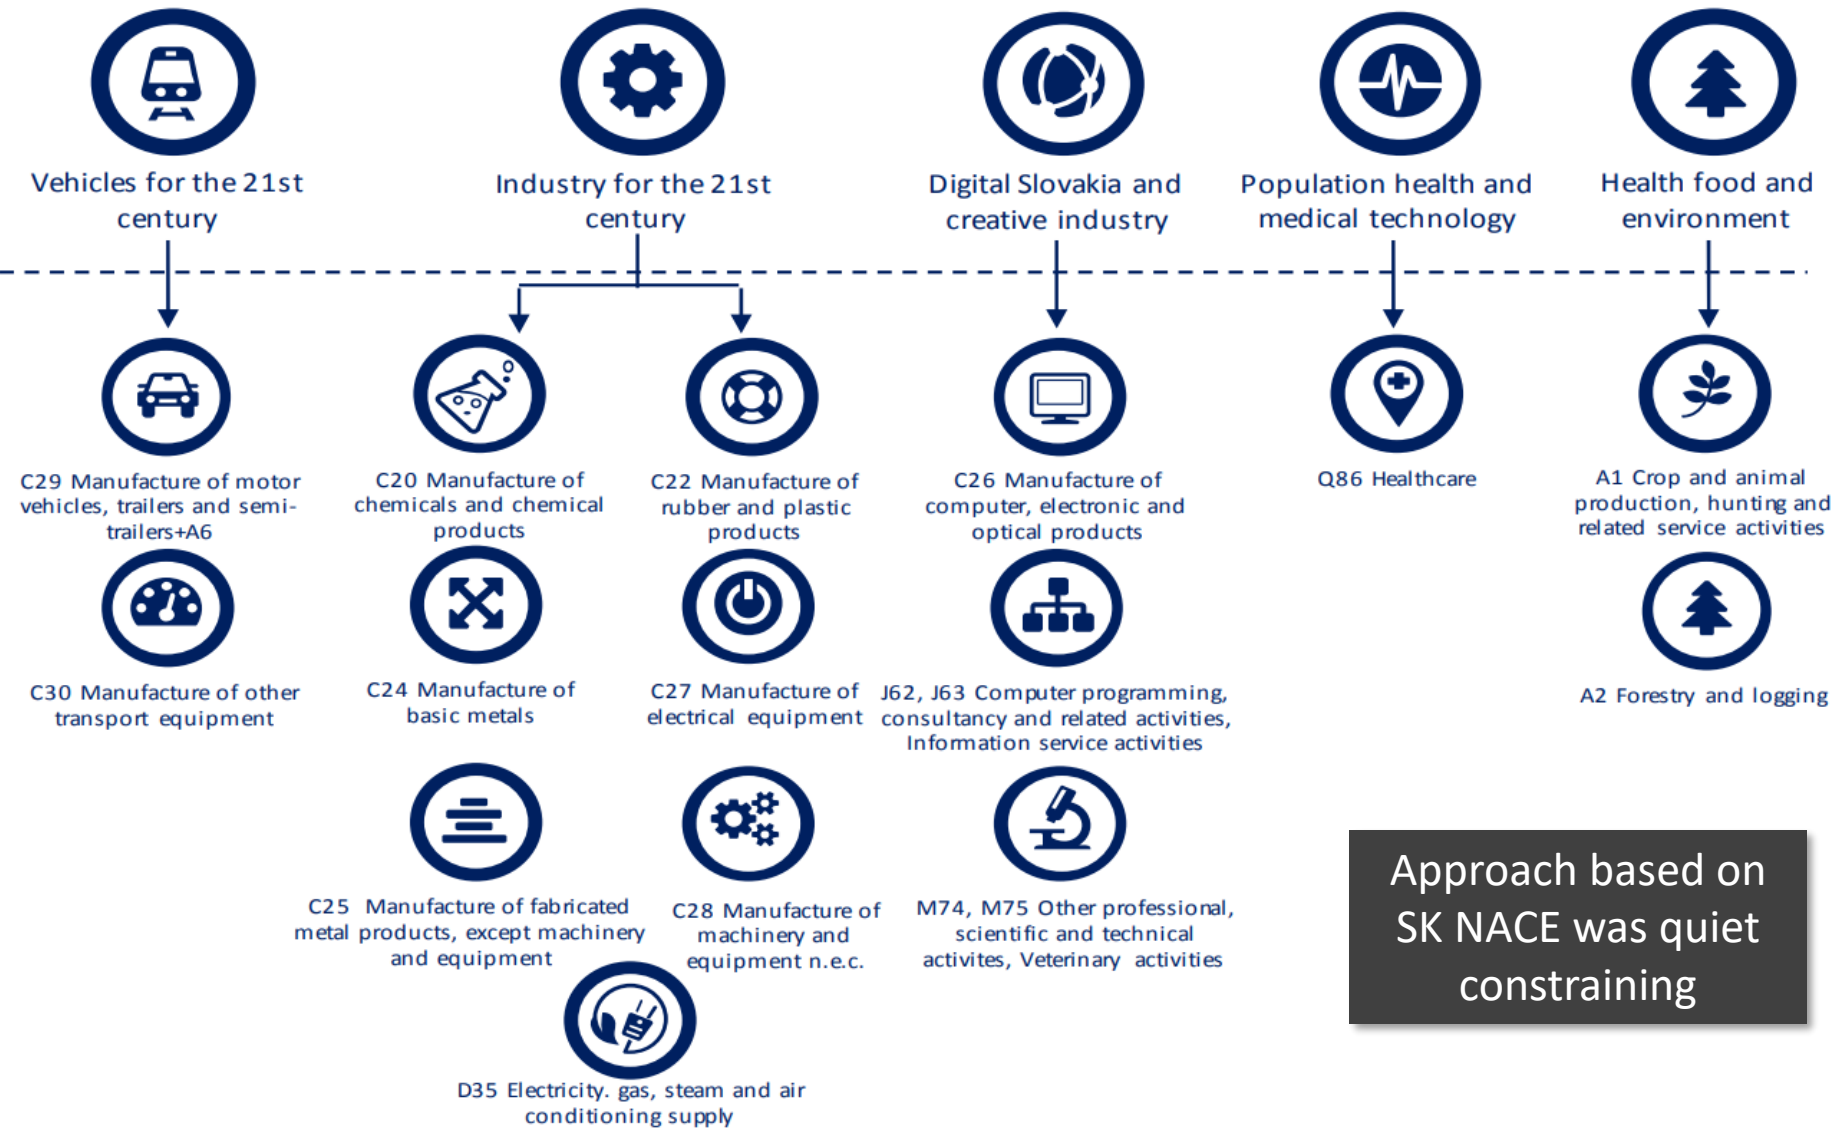 Vehicles for the 21st
century
Industry for the 21st
century
Digital Slovakia and
creative industry
Population health and
medical technology
Health food and
environment
C29 Manufacture of motor
vehicles, trailers and semi-
trailers+A6
C20 Manufacture of
chemicals and chemical
products
C22 Manufacture of
rubber and plastic
products
C26 Manufacture of
computer, electronic and
optical products
Q86 Healthcare
A1 Crop and animal
production, hunting and
related service activities
C30 Manufacture of other
transport equipment
C24 Manufacture of
basic metals
C27 Manufacture of
electrical equipment
J62, J63 Computer programming,
consultancy and related activities,
Information service activities
A2 Forestry and logging
C25 Manufacture of fabricated
metal products, except machinery
and equipment
C28 Manufacture of
machinery and
equipment n.e.c.
M74, M75 Other professional,
scientific and technical
activites, Veterinary activities
D35 Electricity. gas, steam and air
conditioning supply
Approach based on
SK NACE was quiet
constraining